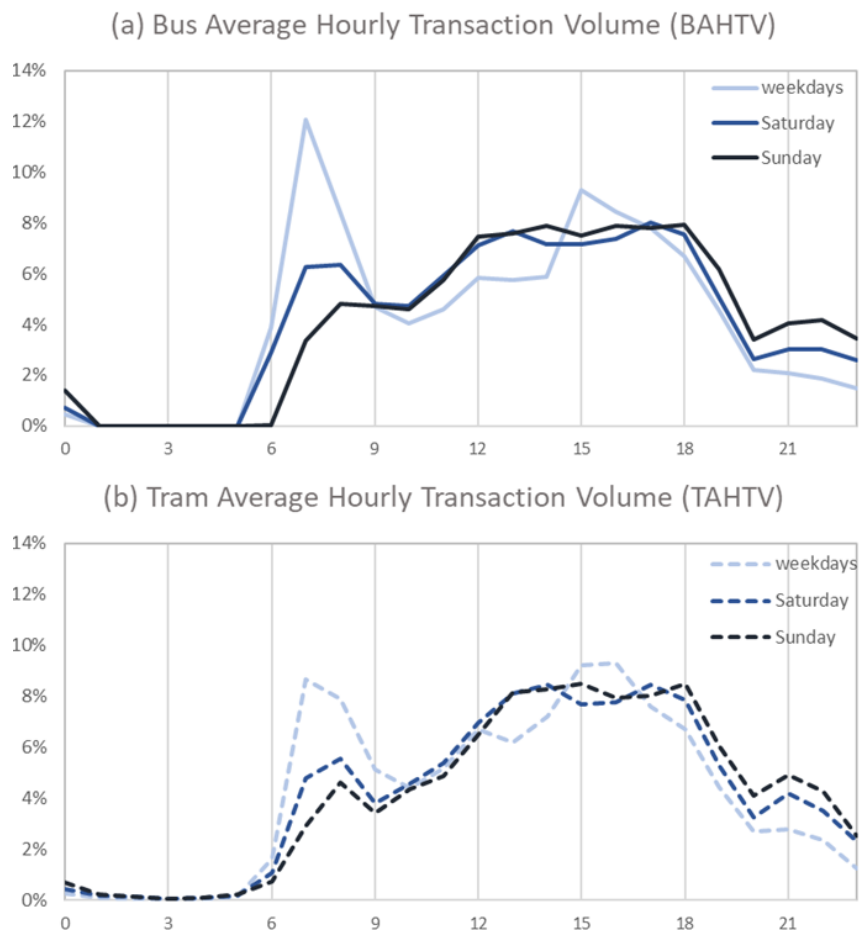 (a) Bus Average Hourly Transaction Volume (BAHTV)
14%
12%
10%
8%
6%
4%
2%
0%
weekdays
Saturday
Sunday
0 3 6 9 12 15 18 21
(b) Tram Average Hourly Transaction Volume (TAHTV)
14%
12%
10%
8%
6%
4%
2%
0%
weekdays
Saturday
Sunday
0 3 6 9 12 15 18 21